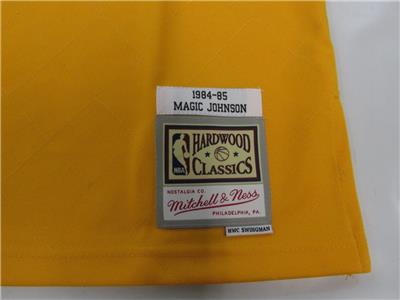 1984-85
MAGIC JOHNSON
HARDWOOD
NBA
CLASSICS
NOSTALGIA CO.
Mitchell & Ness
PHILADELPHIA, PA.
HWC SWINGMAN